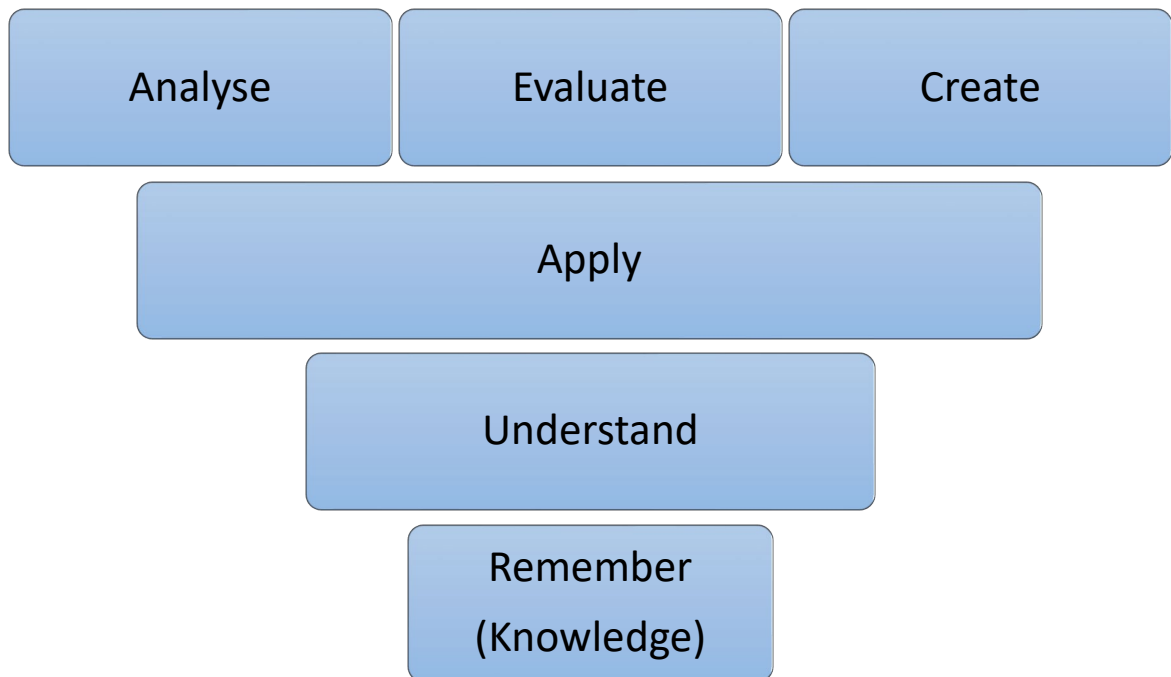 Analyse
Evaluate
Create
Apply
Understand
Remember
(Knowledge)